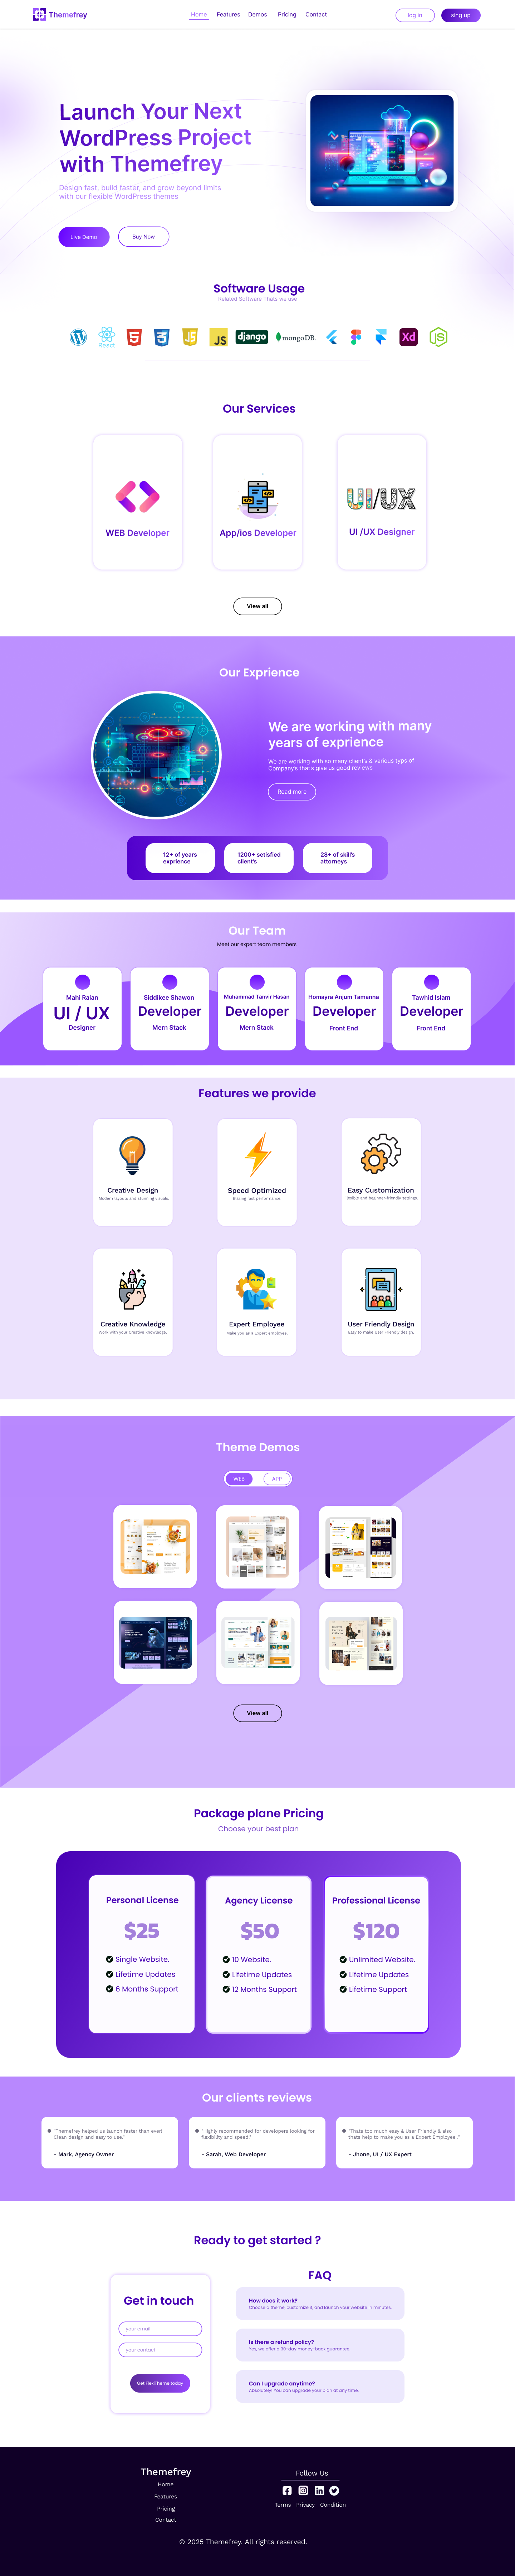 Themefrey
Home Features Demos Pricing Contact
log in
sing up
Launch Your Next
WordPress Project
with Themefrey
Design fast, build faster, and grow beyond limits
with our flexible WordPress themes
Live Demo
Buy Now
Software Usage
Related Software Thats we use
React
JS
django
mongoDB.
Xd
Our Services
WEB Developer
App/ios Developer
UI/UX
UI /UX Designer
View all
Our Exprience
We are working with many
years of exprience
We are working with so many client's & various typs of
Company's that's give us good reviews
Read more
12+ of years
exprience
1200+ setisfied
client's
28+ of skill's
attorneys
Our Team
Meet our expert team members
Mahi Raian
UI / UX
Designer
Siddikee Shawon
Developer
Mern Stack
Muhammad Tanvir Hasan
Developer
Mern Stack
Homayra Anjum Tamanna
Developer
Front End
Tawhid Islam
Developer
Front End
Features we provide
Creative Design
Modern layouts and stunning visuals.
Speed Optimized
Blazing fast performance.
Easy Customization
Flexible and beginner-friendly settings.
Creative Knowledge
Work with your Creative knowledge.
Expert Employee
Make you as a Expert employee.
User Friendly Design
Easy to make User Friendly design.
Theme Demos
WEB
APP
View all
Package plane Pricing
Choose your best plan
Personal License
$25
Single Website.
Lifetime Updates
6 Months Support
Agency License
$50
10 Website.
Lifetime Updates
12 Months Support
Professional License
$120
Unlimited Website.
Lifetime Updates
Lifetime Support
Our clients reviews
"Themefrey helped us launch faster than ever!
Clean design and easy to use."
- Mark, Agency Owner
"Highly recommended for developers looking for
flexibility and speed."
- Sarah, Web Developer
"Thats too much easy & User Friendly & also
thats help to make you as a Expert Employee ."
- Jhone, UI / UX Expert
Ready to get started ?
Get in touch
your email
your contact
Get FlexiTheme today
FAQ
How does it work?
Choose a theme, customize it, and launch your website in minutes.
Is there a refund policy?
Yes, we offer a 30-day money-back guarantee.
Can I upgrade anytime?
Absolutely! You can upgrade your plan at any time.
Themefrey
Home
Features
Pricing
Contact
Follow Us
Terms Privacy Condition
© 2025 Themefrey. All rights reserved.